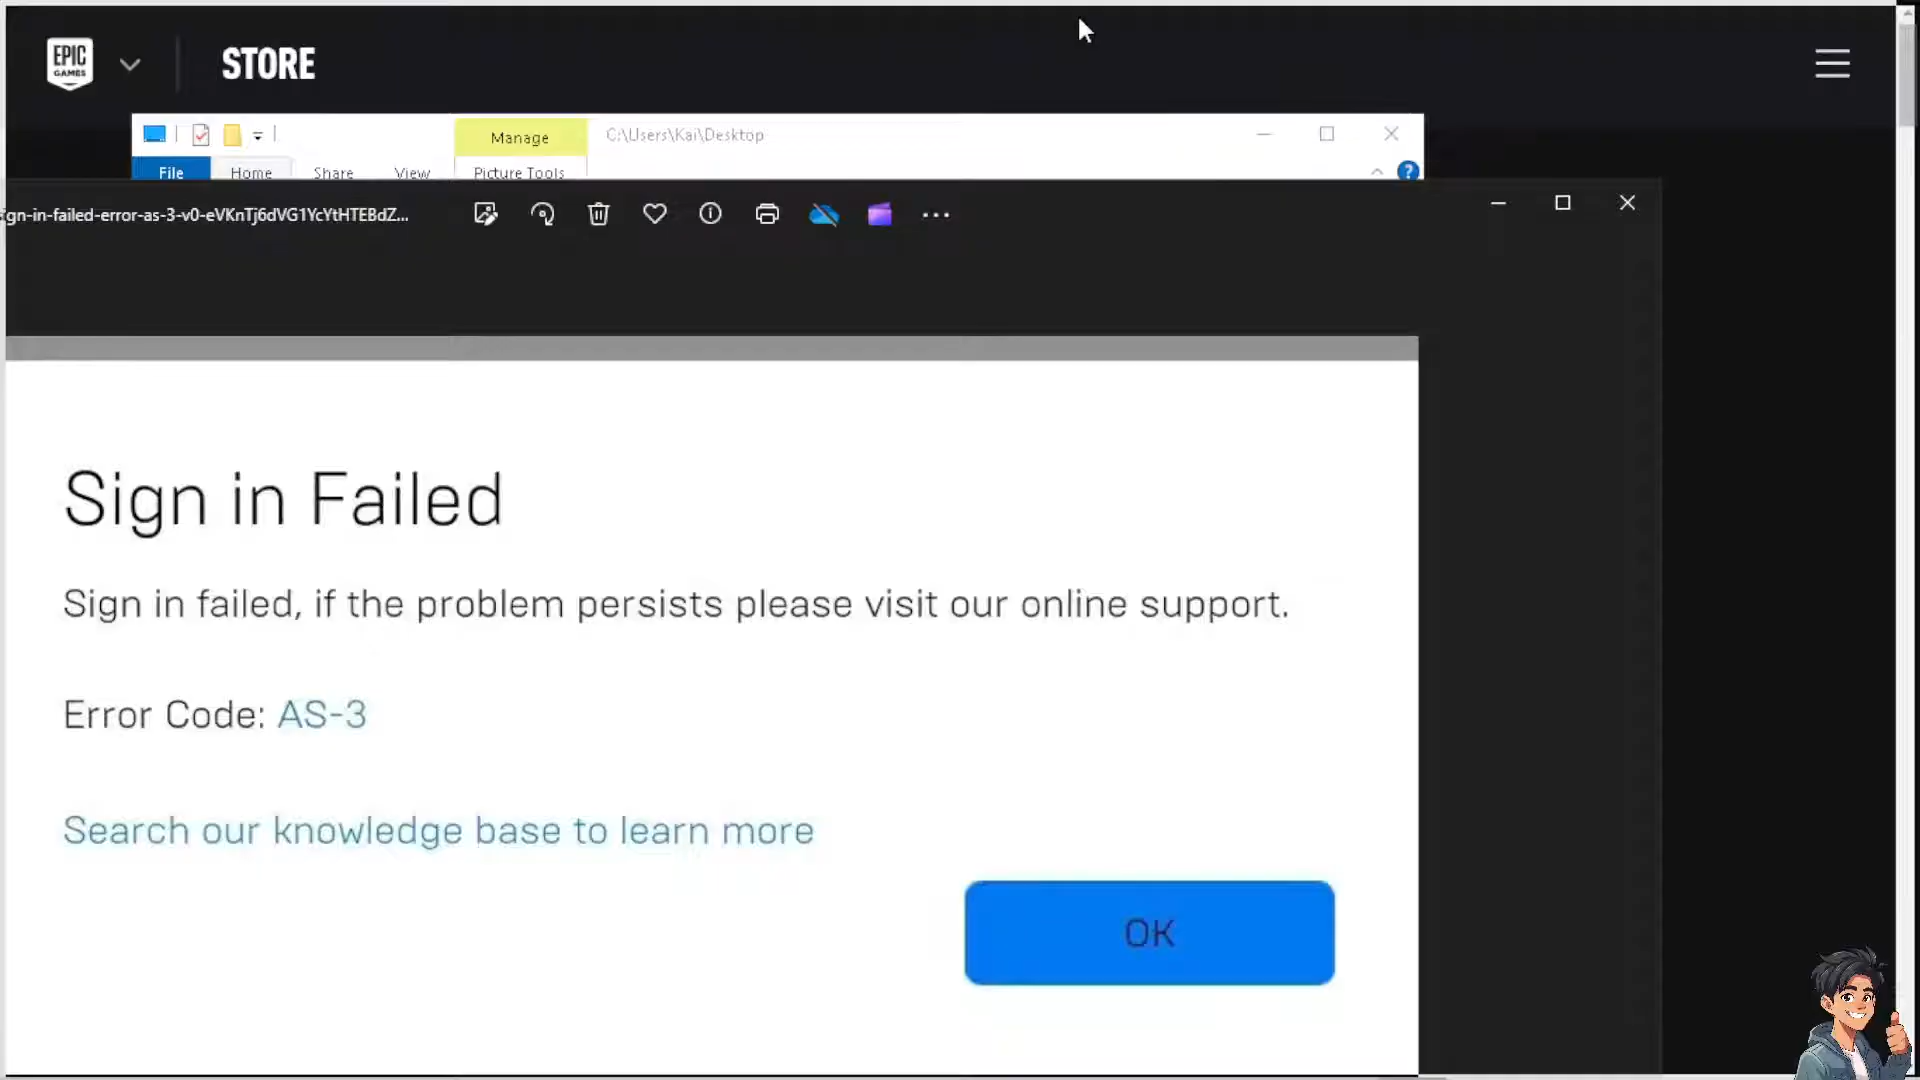 EPIC
GAMES
STORE
Manage
C:\Users\Kai\Desktop
File
Home
Share
View
Picture Tools
?
gn-in-failed-error-as-3-v0-eVKnTj6dVG1YcYtHTEBdZ...
Sign in Failed
Sign in failed, if the problem persists please visit our online support.
Error Code: AS-3
Search our knowledge base to learn more
OK